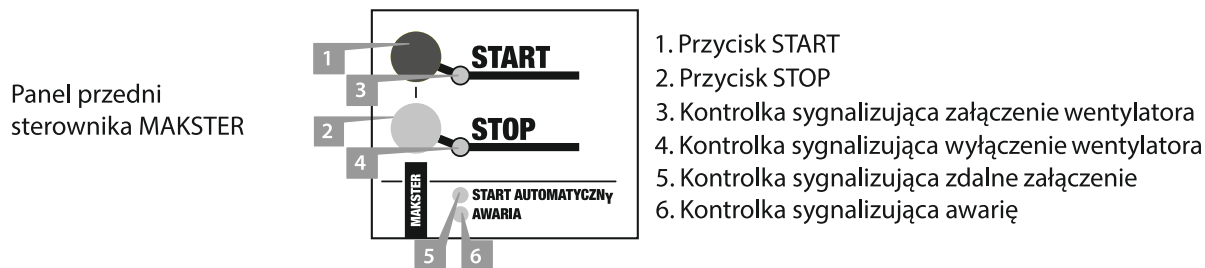 Panel przedni
sterownika MAKSTER
1
START
3
2
STOP
4
MAKSTER
START AUTOMATYCZNy
AWARIA
5
6
1. Przycisk START
2. Przycisk STOP
3. Kontrolka sygnalizująca załączenie wentylatora
4. Kontrolka sygnalizująca wyłączenie wentylatora
5. Kontrolka sygnalizująca zdalne załączenie
6. Kontrolka sygnalizująca awarię